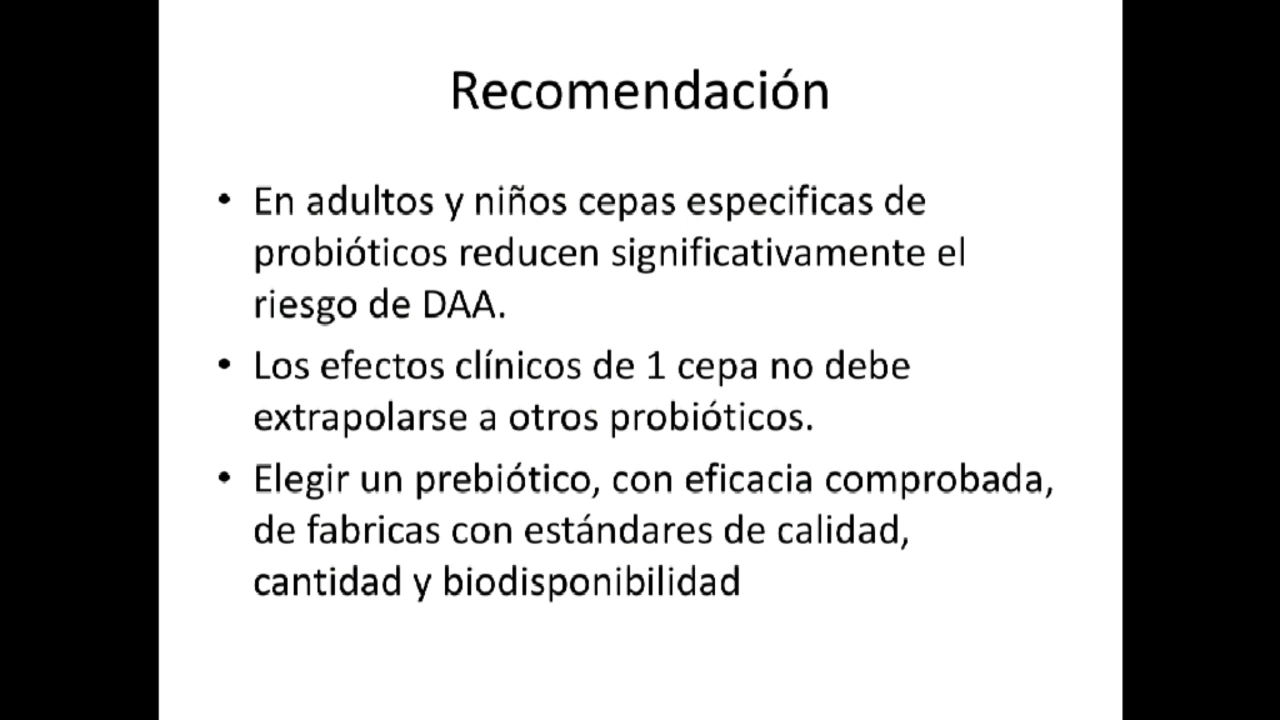 Recomendación
• En adultos y niños cepas especificas de
probióticos reducen significativamente el
riesgo de DAA.
• Los efectos clínicos de 1 cepa no debe
extrapolarse a otros probióticos.
• Elegir un prebiótico, con eficacia comprobada,
de fabricas con estándares de calidad,
cantidad y biodisponibilidad